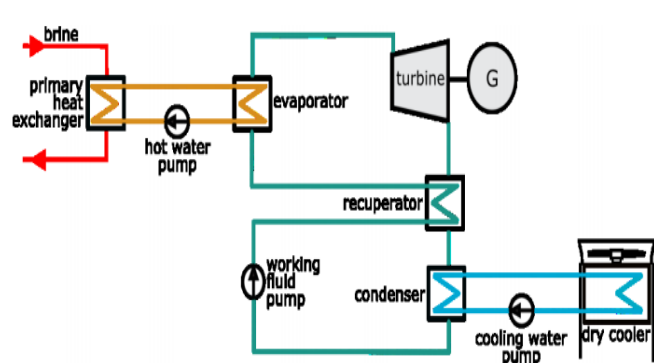 brine
primary
heat
exchanger
hot water
pump
evaporator
turbine
G
recuperator
working
fluid
pump
condenser
cooling water
pump
dry cooler